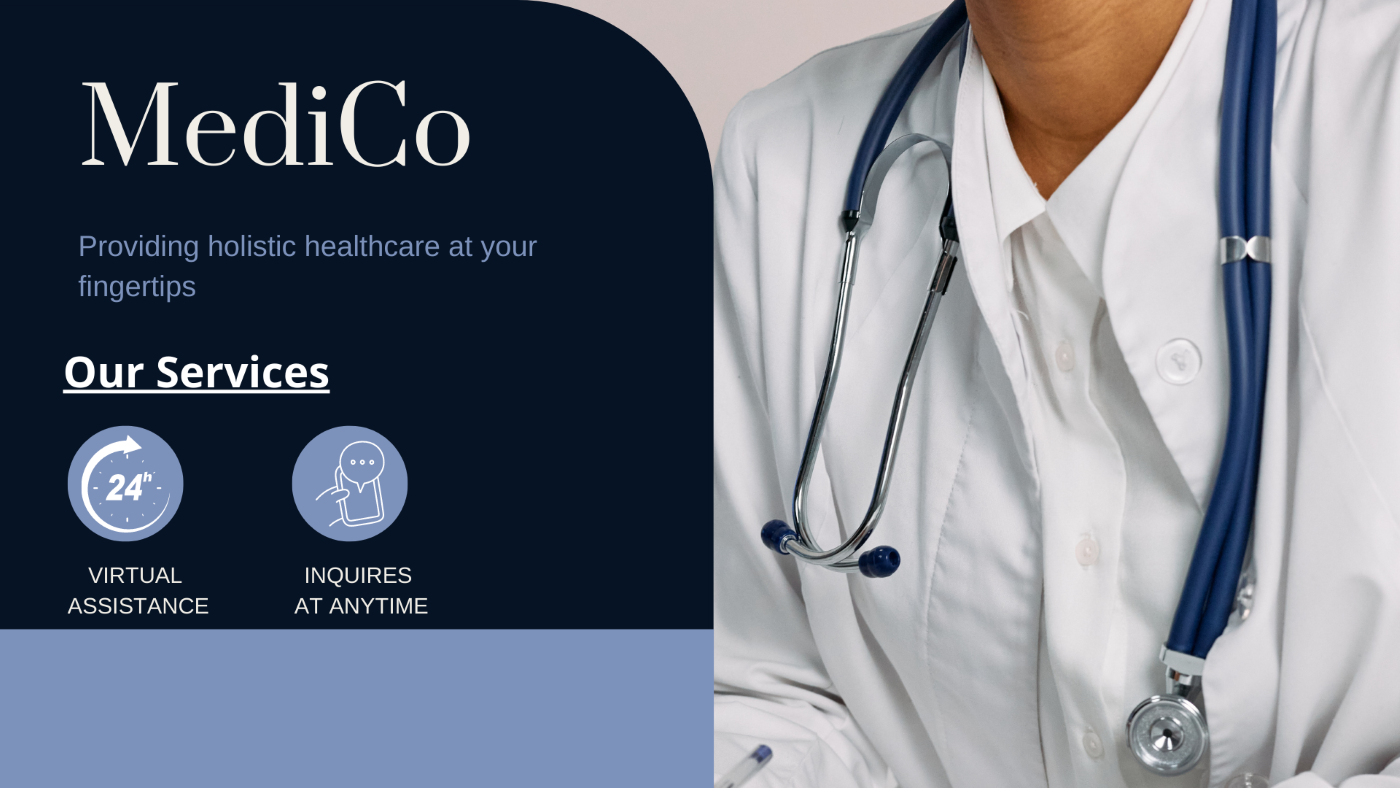 MediCo
Providing holistic healthcare at your
fingertips
Our Services
24h
VIRTUAL
ASSISTANCE
INQUIRES
AT ANYTIME